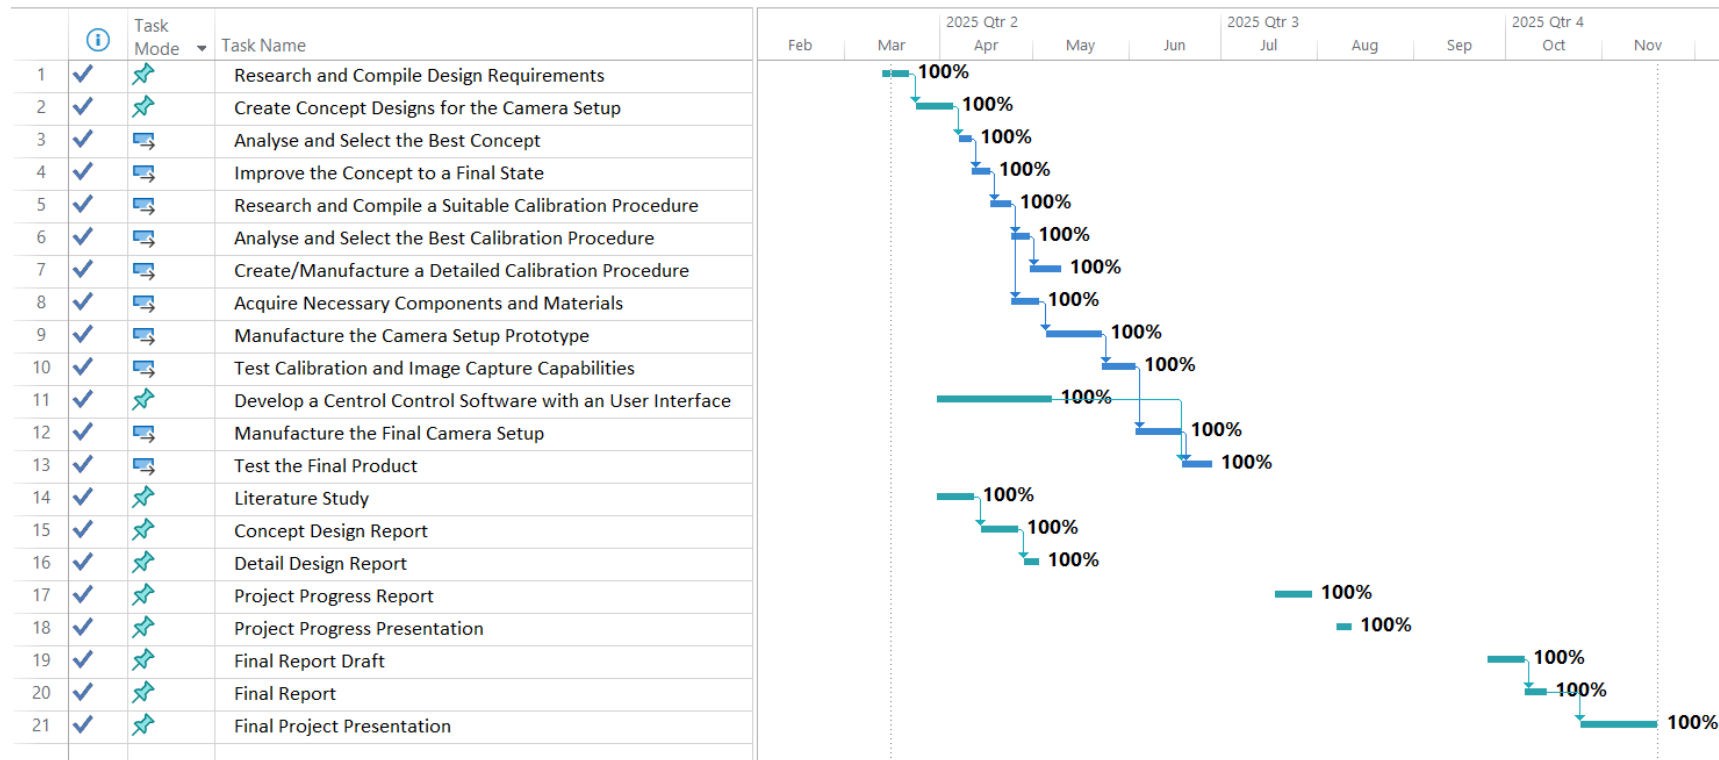 2025 Qtr 2 2025 Qtr 3 2025 Qtr 4
Task Mode Task Name Feb Mar Apr May Jun Jul Aug Sep Oct Nov
1 Research and Compile Design Requirements 100%
2 Create Concept Designs for the Camera Setup 100%
3 Analyse and Select the Best Concept 100%
4 Improve the Concept to a Final State 100%
5 Research and Compile a Suitable Calibration Procedure 100%
6 Analyse and Select the Best Calibration Procedure 100%
7 Create/Manufacture a Detailed Calibration Procedure 100%
8 Acquire Necessary Components and Materials 100%
9 Manufacture the Camera Setup Prototype 100%
10 Test Calibration and Image Capture Capabilities 100%
11 Develop a Centrol Control Software with an User Interface 100%
12 Manufacture the Final Camera Setup 100%
13 Test the Final Product 100%
14 Literature Study 100%
15 Concept Design Report 100%
16 Detail Design Report 100%
17 Project Progress Report 100%
18 Project Progress Presentation 100%
19 Final Report Draft 100%
20 Final Report 100%
21 Final Project Presentation 100%